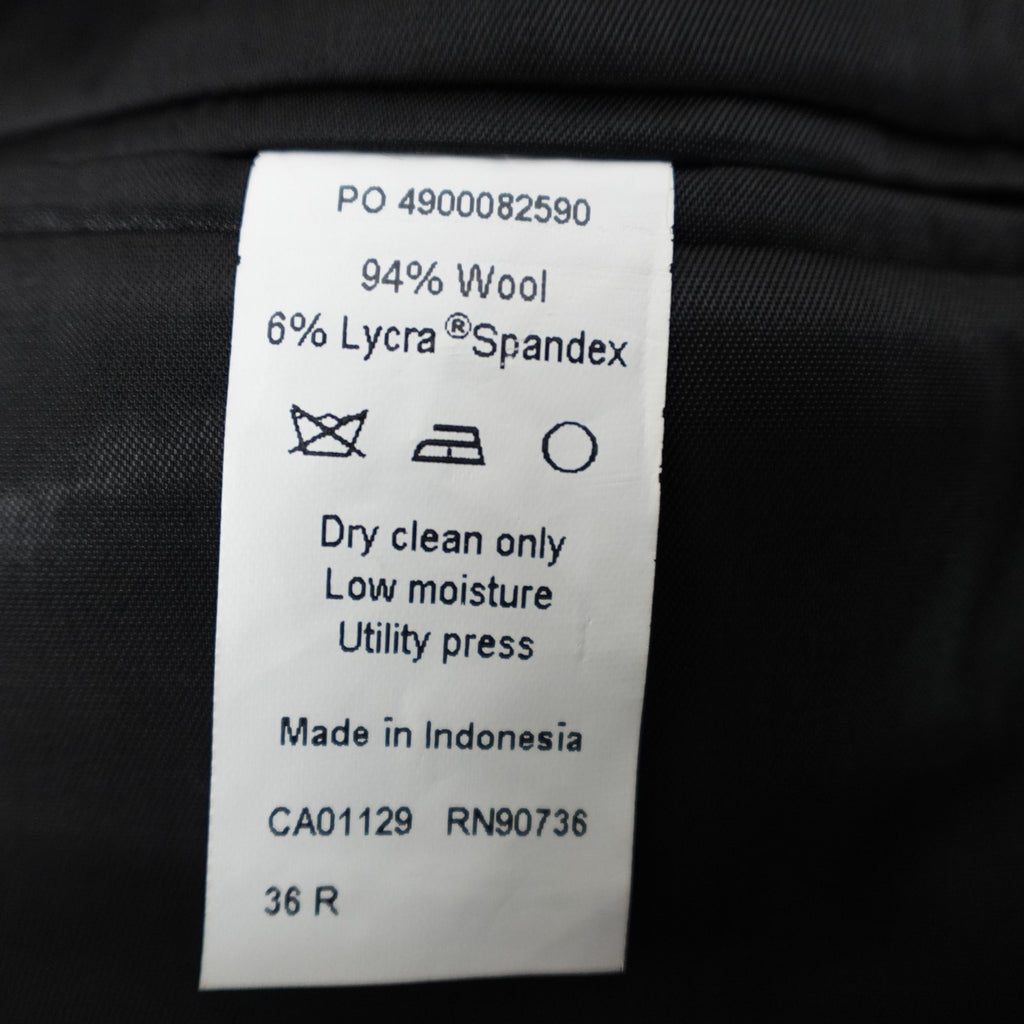 PO 4900082590
94% Wool
6% Lycra ® Spandex
Dry clean only
Low moisture
Utility press
Made in Indonesia
CA01129 RN90736
36 R